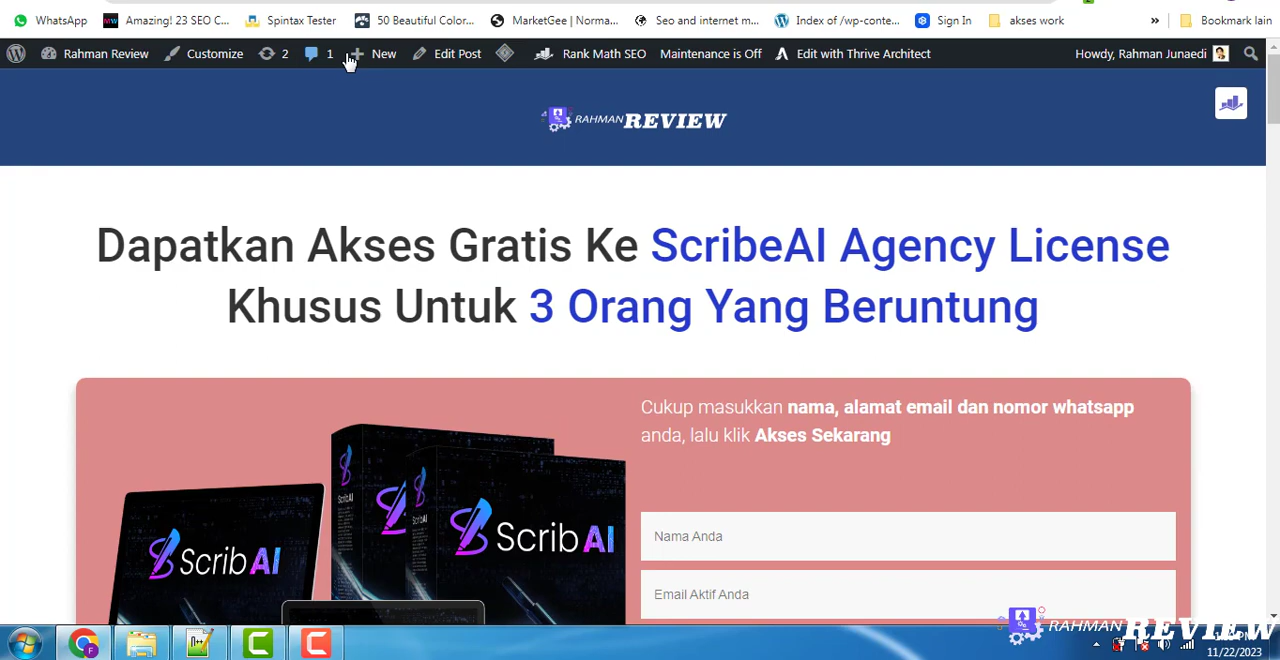 WhatsApp Amazing! 23 SEO C... Spintax Tester 50 Beautiful Color... MarketGee | Norma... Seo and internet m... Index of /wp-conte... Sign In akses work » Bookmark lain
Rahman Review Customize 2 1 New Edit Post Rank Math SEO Maintenance is Off Edit with Thrive Architect Howdy, Rahman Junaedi
RAHMAN REVIEW
Dapatkan Akses Gratis Ke ScribeAI Agency License
Khusus Untuk 3 Orang Yang Beruntung
Cukup masukkan nama, alamat email dan nomor whatsapp
anda, lalu klik Akses Sekarang
ScribAI
ScribAI
Nama Anda
Email Aktif Anda
RAHMAN REVIEW
11/22/2023